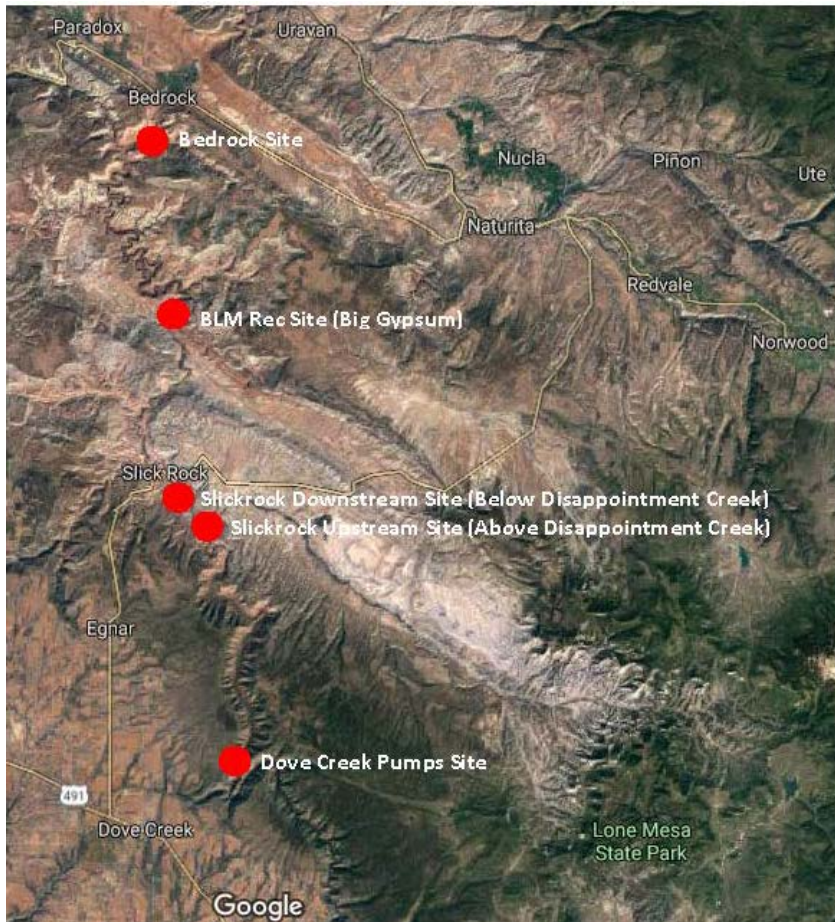 Paradox
Uravan
Bedrock
Bedrock Site
Nucla
Piñon
Ute
Naturita
Redvale
BLM Rec Site (Big Gypsum)
Norwood
Slick Rock
Slickrock Downstream Site (Below Disappointment Creek)
Slickrock Upstream Site (Above Disappointment Creek)
Egnar
Dove Creek Pumps Site
491
Dove Creek
Lone Mesa
State Park
Google